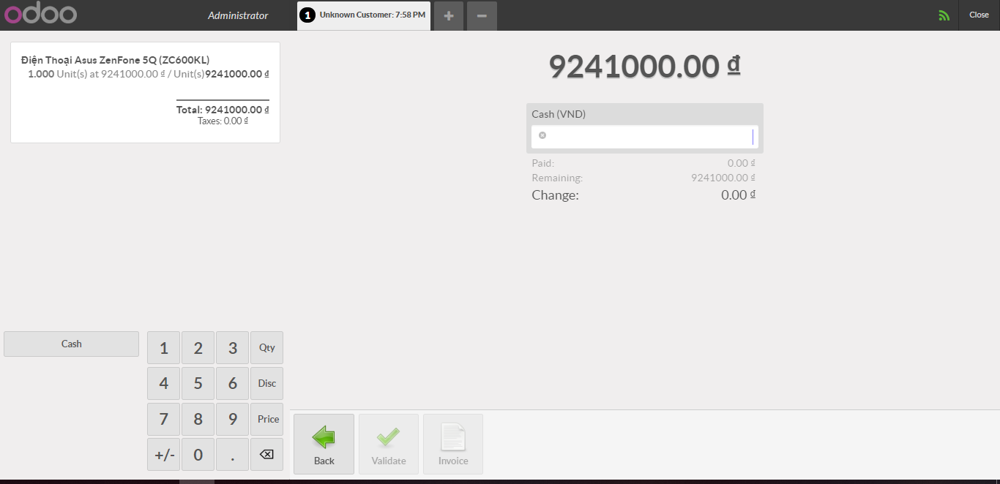 odoo
Administrator
1 Unknown Customer: 7:58 PM
Close
Điện Thoại Asus ZenFone 5Q (ZC600KL)
1.000 Unit(s) at 9241000.00 ₫ / Unit(s) 9241000.00 ₫
Total: 9241000.00 ₫
Taxes: 0.00 ₫
9241000.00 ₫
Cash (VND)
Paid: 0.00 ₫
Remaining: 9241000.00 ₫
Change: 0.00 ₫
Cash
1 2 3 Qty
4 5 6 Disc
7 8 9 Price
+/- 0 .
Back
Validate
Invoice